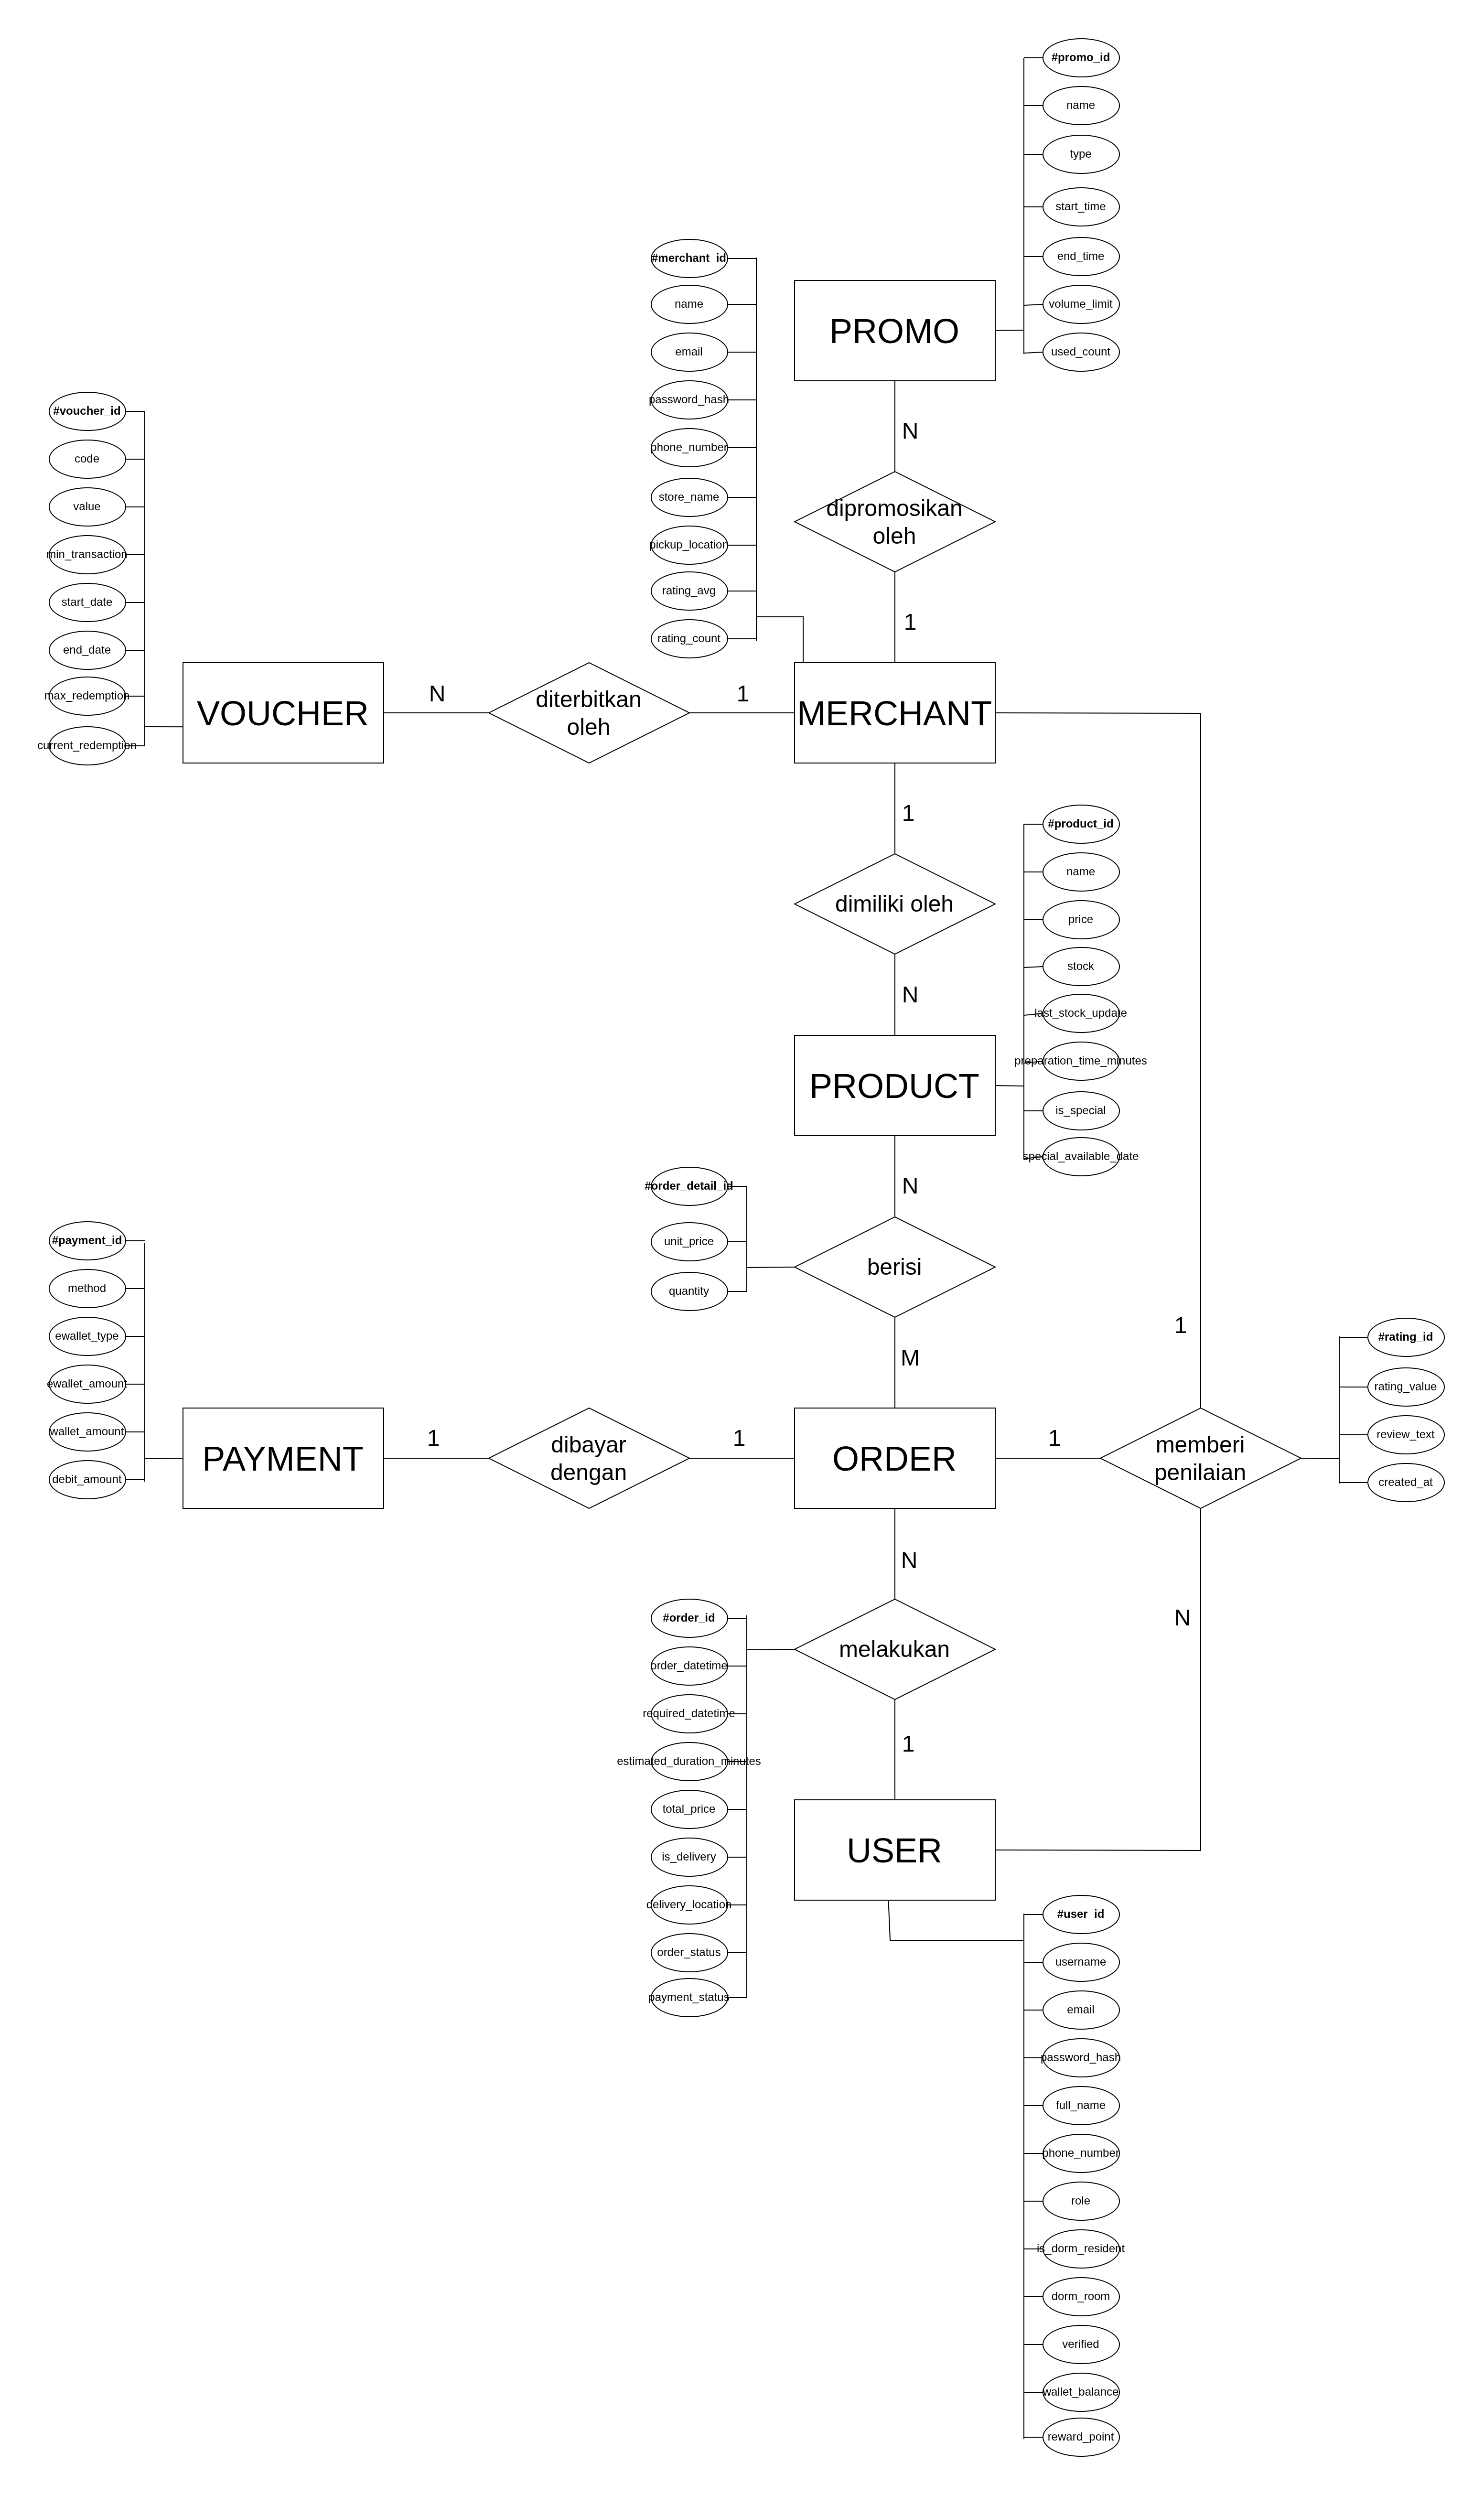 #promo_id
name
type
start_time
end_time
volume_limit
used_count
PROMO
N
dipromosikan
oleh
1
#merchant_id
name
email
password_hash
phone_number
store_name
pickup_location
rating_avg
rating_count
#voucher_id
code
value
min_transaction
start_date
end_date
max_redemption
current_redemption
VOUCHER
N
diterbitkan
oleh
1
MERCHANT
1
dimiliki oleh
N
#product_id
name
price
stock
last_stock_update
preparation_time_minutes
is_special
special_available_date
PRODUCT
N
#order_detail_id
unit_price
quantity
berisi
M
#payment_id
method
ewallet_type
ewallet_amount
wallet_amount
debit_amount
PAYMENT
1
dibayar
dengan
1
ORDER
1
1
memberi
penilaian
N
#rating_id
rating_value
review_text
created_at
N
melakukan
1
#order_id
order_datetime
required_datetime
estimated_duration_minutes
total_price
is_delivery
delivery_location
order_status
payment_status
USER
#user_id
username
email
password_hash
full_name
phone_number
role
is_dorm_resident
dorm_room
verified
wallet_balance
reward_point